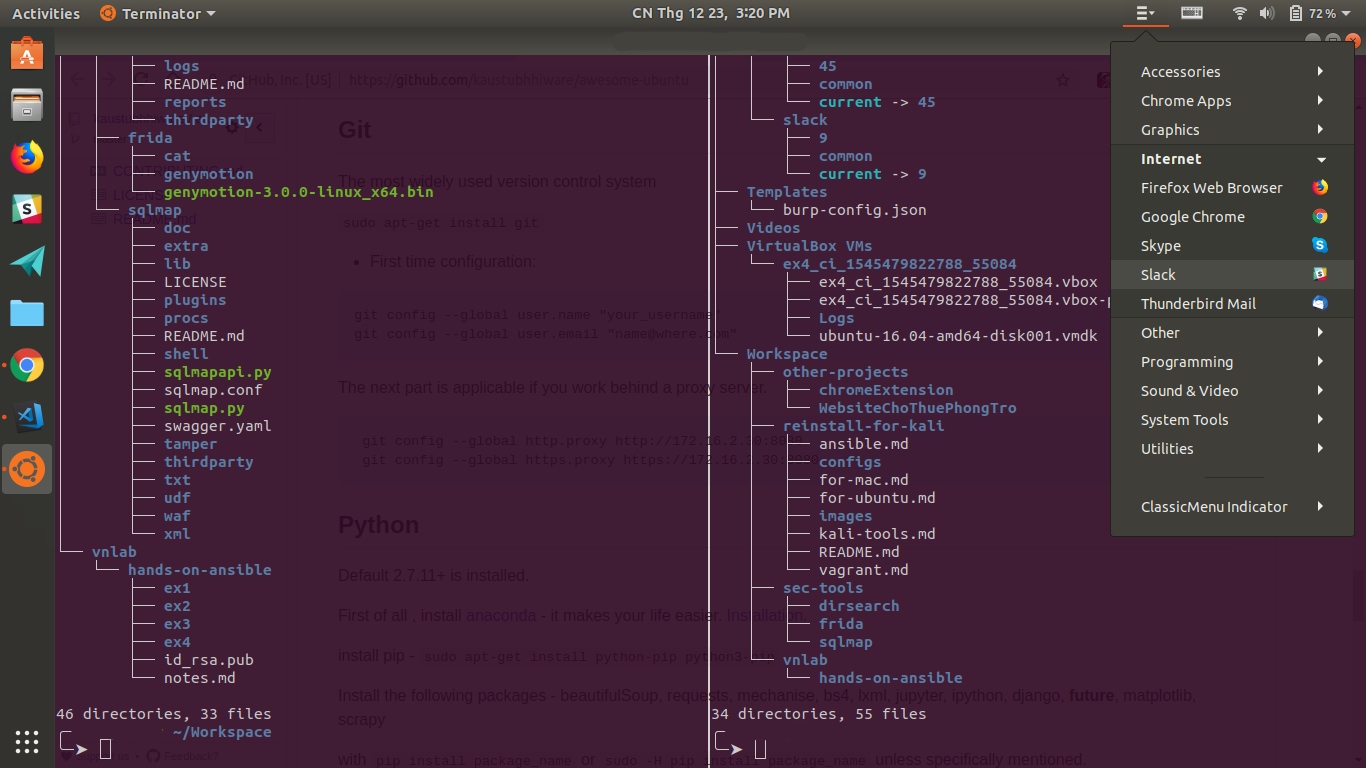 Activities
Terminator
CN Thg 12 23, 3:20 PM
72%
GitHub, Inc. [US] | https://github.com/kaustubhhiware/awesome-ubuntu
logs
README.md
reports
thirdparty
frida
cat
genymotion
genymotion-3.0.0-linux_x64.bin
sqlmap
doc
extra
lib
LICENSE
plugins
procs
README.md
shell
sqlmapapi.py
sqlmap.conf
sqlmap.py
swagger.yaml
tamper
thirdparty
txt
udf
waf
xml
vnlab
hands-on-ansible
ex1
ex2
ex3
ex4
id_rsa.pub
notes.md
46 directories, 33 files
~/Workspace
Git
The most widely used version control system
sudo apt-get install git
• First time configuration:
git config --global user.name "your_username"
git config --global user.email "name@where.com"
The next part is applicable if you work behind a proxy server.
git config --global http.proxy http://172.16.2.30:8080
git config --global https.proxy https://172.16.2.30:8080
Python
Default 2.7.11+ is installed.
First of all , install anaconda - it makes your life easier. Installation.
install pip - sudo apt-get install python-pip python3-pip
Install the following packages - beautifulSoup, requests, mechanise, bs4, lxml, jupyter, ipython, django, future, matplotlib,
scrapy
with pip install package_name or sudo -H pip install package_name unless specifically mentioned.
Feedback?
45
common
current -> 45
slack
9
common
current -> 9
Templates
burp-config.json
Videos
VirtualBox VMs
ex4_ci_1545479822788_55084
ex4_ci_1545479822788_55084.vbox
ex4_ci_1545479822788_55084.vbox-p
Logs
ubuntu-16.04-amd64-disk001.vmdk
Workspace
other-projects
chromeExtension
WebsiteChoThuePhongTro
reinstall-for-kali
ansible.md
configs
for-mac.md
for-ubuntu.md
images
kali-tools.md
README.md
vagrant.md
sec-tools
dirsearch
frida
sqlmap
vnlab
hands-on-ansible
34 directories, 55 files
Accessories
Chrome Apps
Graphics
Internet
Firefox Web Browser
Google Chrome
Skype
Slack
Thunderbird Mail
Other
Programming
Sound & Video
System Tools
Utilities
ClassicMenu Indicator